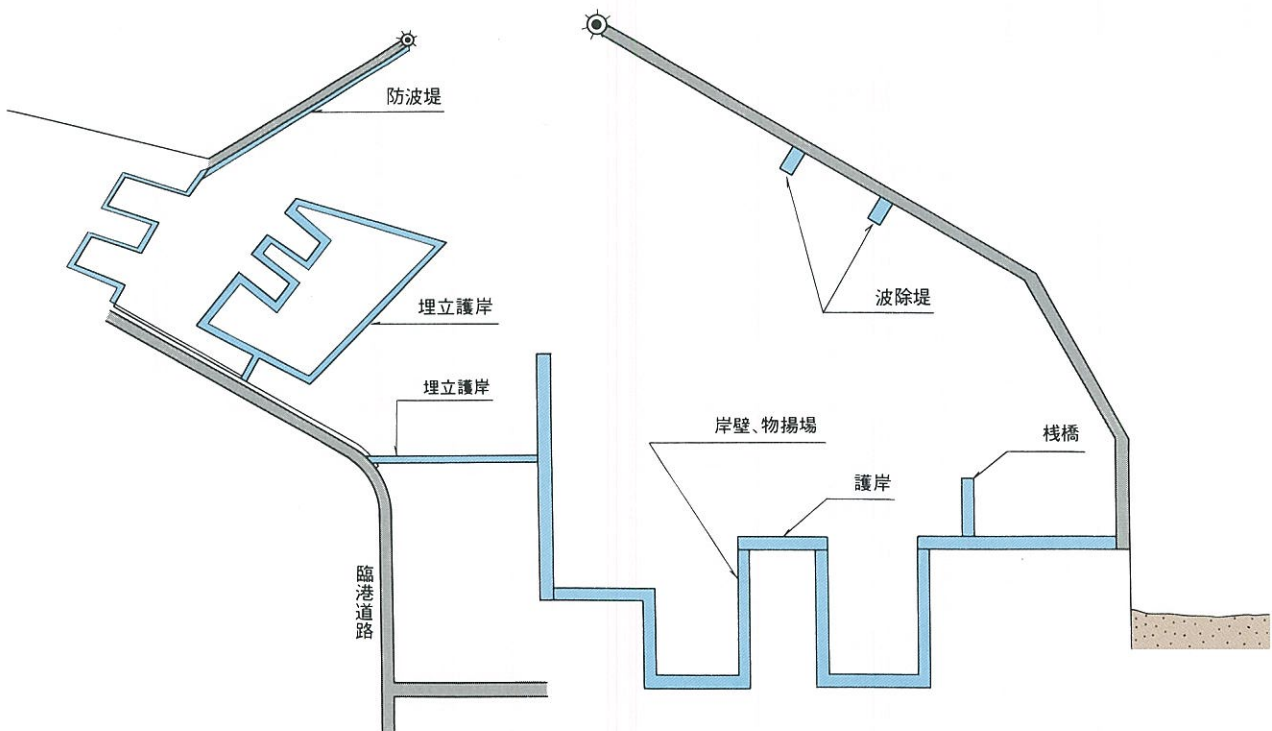 防波堤
波除堤
埋立護岸
埋立護岸
岸壁、物揚場
桟橋
護岸
臨港道路